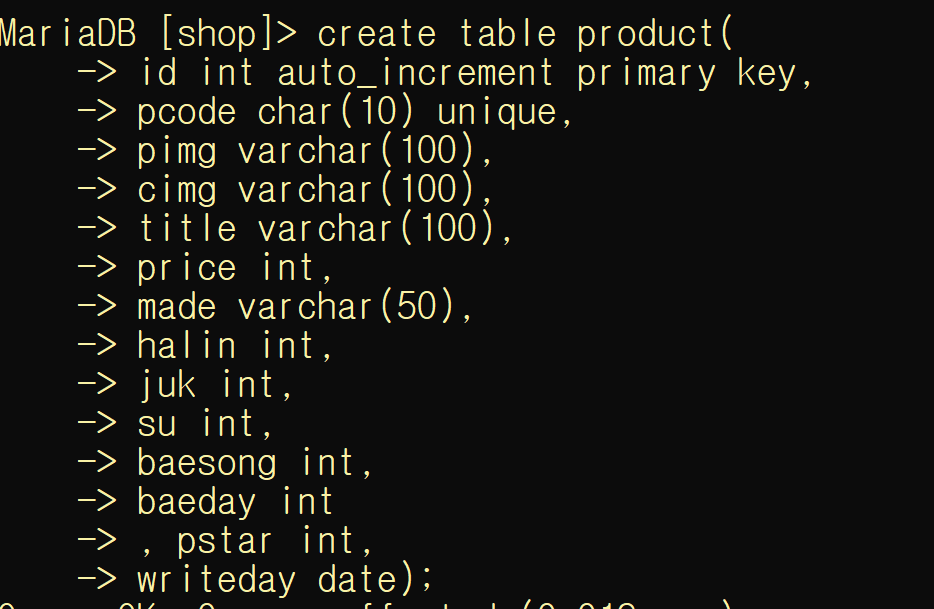 MariaDB [shop]> create table product(
-> id int auto_increment primary key,
-> pcode char(10) unique,
-> pimg varchar(100),
-> cimg varchar(100),
-> title varchar(100),
-> price int,
-> made varchar(50),
-> halin int,
-> juk int,
-> su int,
-> baesong int,
-> baeday int
-> , pstar int,
-> writeday date);